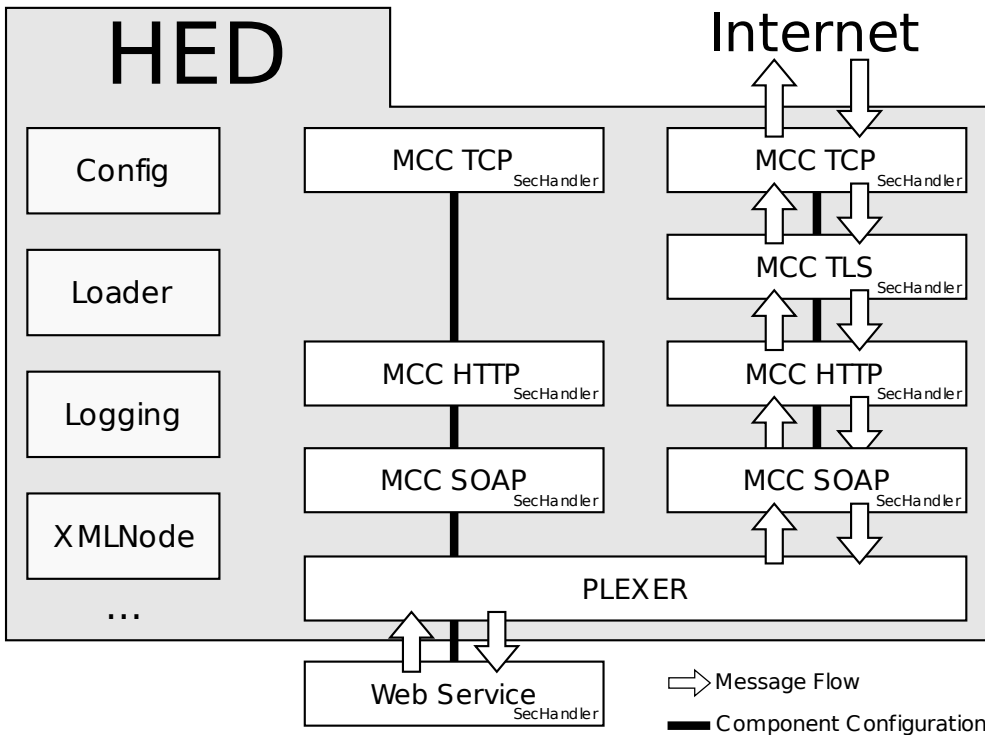 HED
Internet
Config
Loader
Logging
XMLNode
...
MCC TCP
SecHandler
MCC HTTP
SecHandler
MCC SOAP
SecHandler
MCC TCP
SecHandler
MCC TLS
SecHandler
MCC HTTP
SecHandler
MCC SOAP
SecHandler
PLEXER
Web Service
SecHandler
Message Flow
Component Configuration